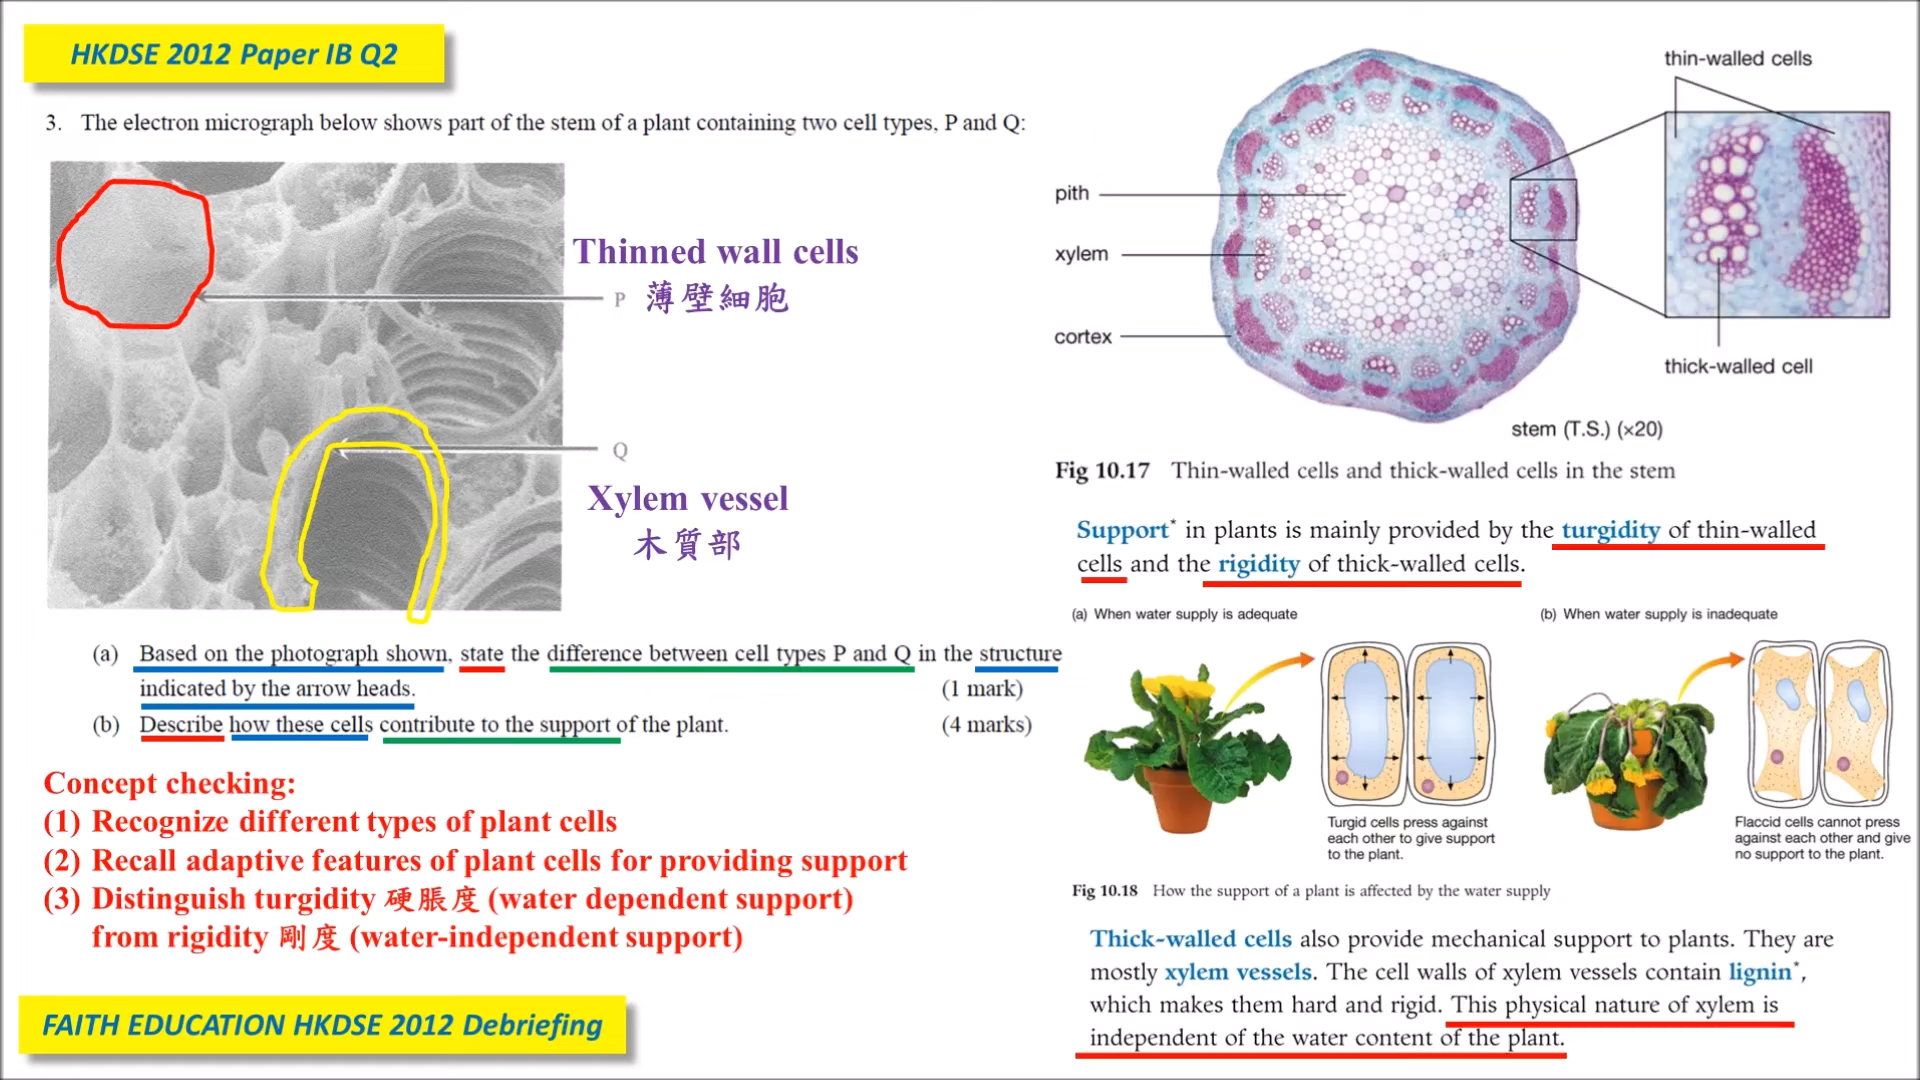 HKDSE 2012 Paper IB Q2
3. The electron micrograph below shows part of the stem of a plant containing two cell types, P and Q:
Thinned wall cells
P 薄壁細胞
Q
Xylem vessel
木質部
(a) Based on the photograph shown, state the difference between cell types P and Q in the structure
indicated by the arrow heads. (1 mark)
(b) Describe how these cells contribute to the support of the plant. (4 marks)
Concept checking:
(1) Recognize different types of plant cells
(2) Recall adaptive features of plant cells for providing support
(3) Distinguish turgidity 硬脹度 (water dependent support)
from rigidity 剛度 (water-independent support)
FAITH EDUCATION HKDSE 2012 Debriefing
thin-walled cells
pith
xylem
cortex
thick-walled cell
stem (T.S.) (×20)
Fig 10.17 Thin-walled cells and thick-walled cells in the stem
Support* in plants is mainly provided by the turgidity of thin-walled
cells and the rigidity of thick-walled cells.
(a) When water supply is adequate
(b) When water supply is inadequate
Turgid cells press against
each other to give support
to the plant.
Flaccid cells cannot press
against each other and give
no support to the plant.
Fig 10.18 How the support of a plant is affected by the water supply
Thick-walled cells also provide mechanical support to plants. They are
mostly xylem vessels. The cell walls of xylem vessels contain lignin*,
which makes them hard and rigid. This physical nature of xylem is
independent of the water content of the plant.